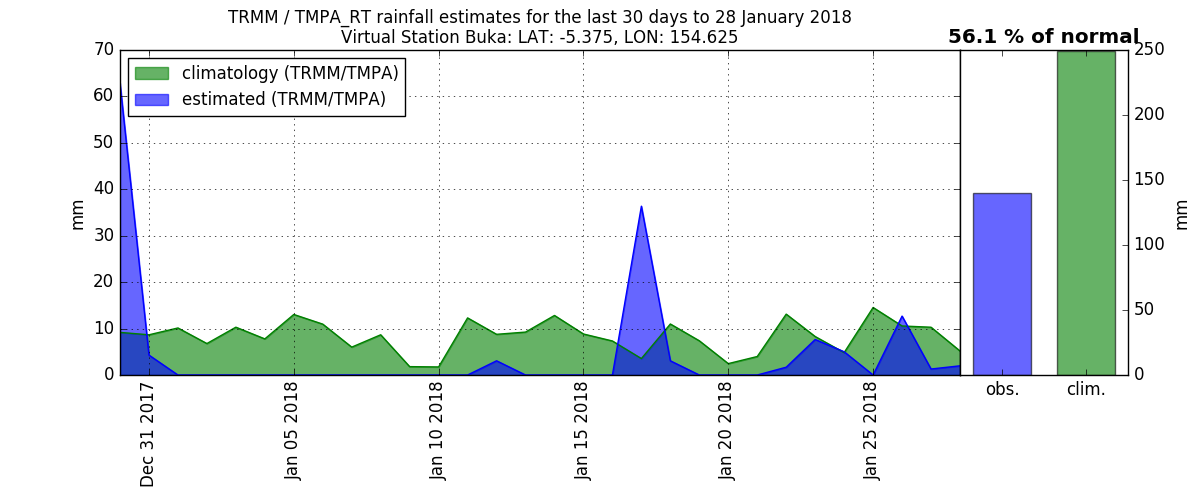 TRMM / TMPA_RT rainfall estimates for the last 30 days to 28 January 2018
Virtual Station Buka: LAT: -5.375, LON: 154.625
56.1 % of normal
climatology (TRMM/TMPA)
estimated (TRMM/TMPA)
70
60
50
40
30
20
10
0
mm
Dec 31 2017
Jan 05 2018
Jan 10 2018
Jan 15 2018
Jan 20 2018
Jan 25 2018
obs.
clim.
250
200
150
100
50
0
mm